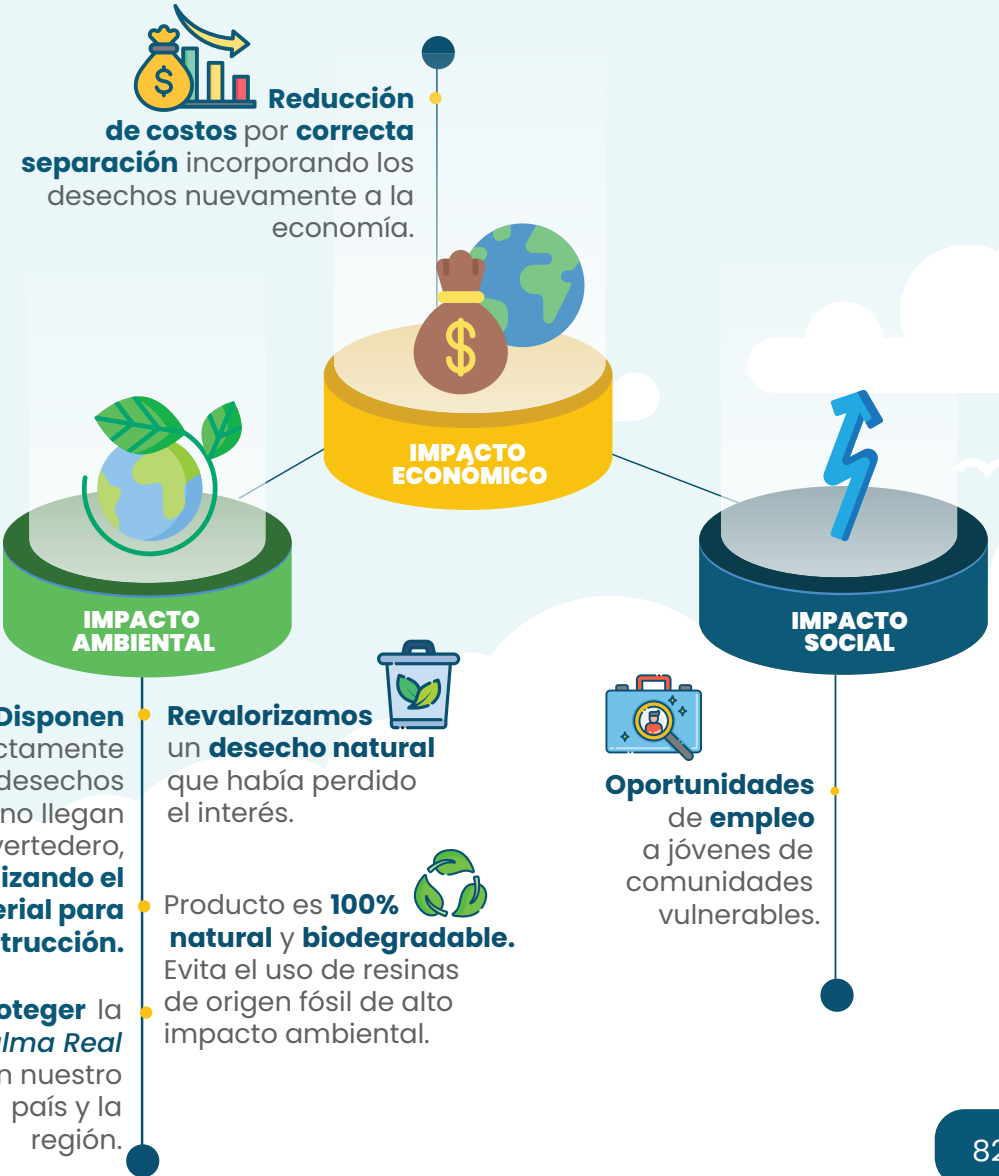 Reducción
de costos por correcta
separación incorporando los
desechos nuevamente a la
economía.
IMPACTO
ECONÓMICO
IMPACTO
AMBIENTAL
IMPACTO
SOCIAL
Disponen
ctamente
desechos
no llegan
vertedero,
izando el
erial para
trucción.
oteger la
lma Real
n nuestro
país y la
región.
Revalorizamos
un desecho natural
que había perdido
el interés.
Producto es 100%
natural y biodegradable.
Evita el uso de resinas
de origen fósil de alto
impacto ambiental.
Oportunidades
de empleo
a jóvenes de
comunidades
vulnerables.
82